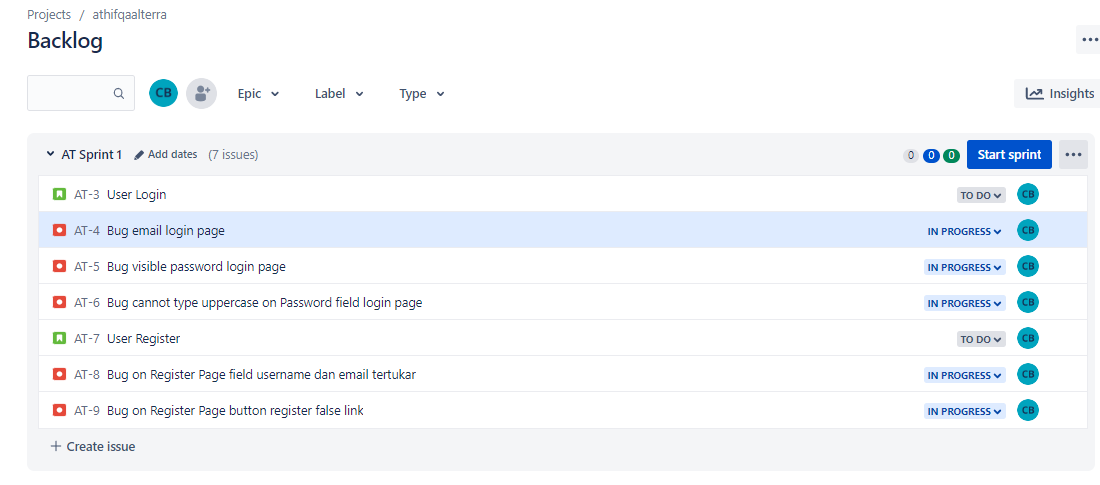 Projects / athifqaalterra
Backlog
•••
CB Epic Label Type Insights
AT Sprint 1 Add dates (7 issues) 0 0 0 Start sprint •••
AT-3 User Login TO DO CB
AT-4 Bug email login page IN PROGRESS CB
AT-5 Bug visible password login page IN PROGRESS CB
AT-6 Bug cannot type uppercase on Password field login page IN PROGRESS CB
AT-7 User Register TO DO CB
AT-8 Bug on Register Page field username dan email tertukar IN PROGRESS CB
AT-9 Bug on Register Page button register false link IN PROGRESS CB
+ Create issue